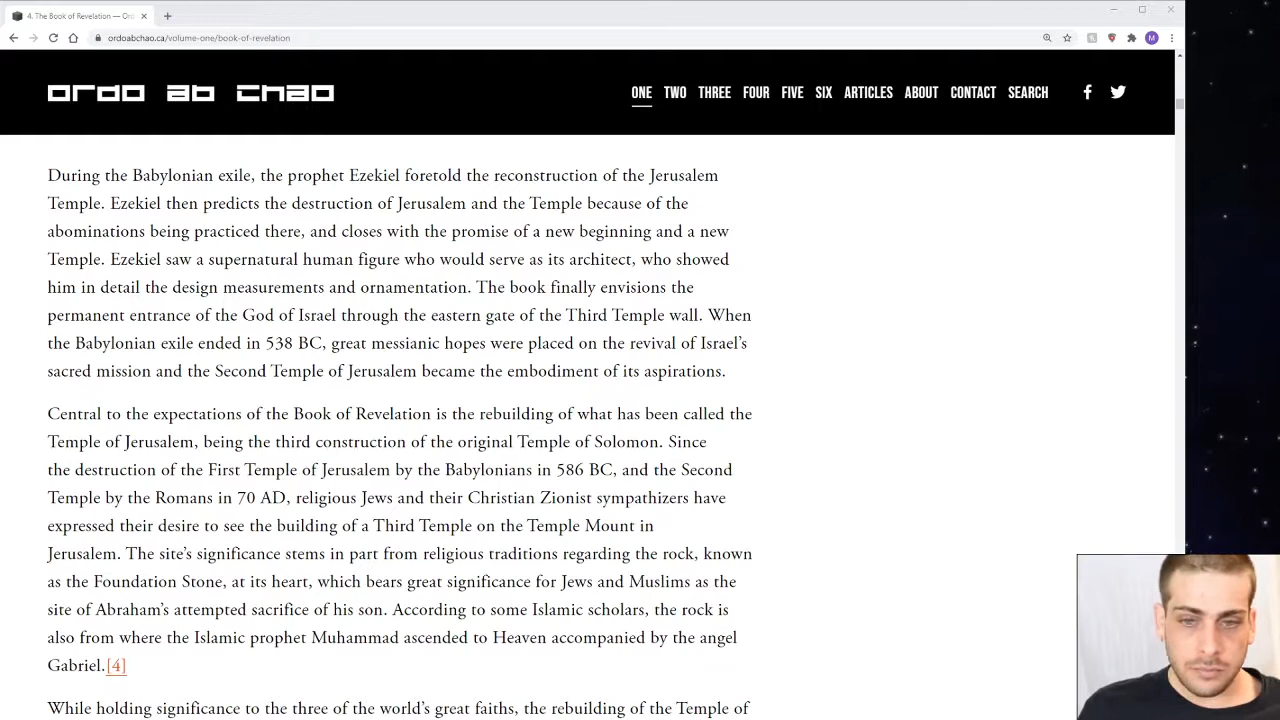 4. The Book of Revelation — Ordo
ordoabchao.ca/volume-one/book-of-revelation
M
ordo ab chao
ONE TWO THREE FOUR FIVE SIX ARTICLES ABOUT CONTACT SEARCH
During the Babylonian exile, the prophet Ezekiel foretold the reconstruction of the Jerusalem
Temple. Ezekiel then predicts the destruction of Jerusalem and the Temple because of the
abominations being practiced there, and closes with the promise of a new beginning and a new
Temple. Ezekiel saw a supernatural human figure who would serve as its architect, who showed
him in detail the design measurements and ornamentation. The book finally envisions the
permanent entrance of the God of Israel through the eastern gate of the Third Temple wall. When
the Babylonian exile ended in 538 BC, great messianic hopes were placed on the revival of Israel’s
sacred mission and the Second Temple of Jerusalem became the embodiment of its aspirations.
Central to the expectations of the Book of Revelation is the rebuilding of what has been called the
Temple of Jerusalem, being the third construction of the original Temple of Solomon. Since
the destruction of the First Temple of Jerusalem by the Babylonians in 586 BC, and the Second
Temple by the Romans in 70 AD, religious Jews and their Christian Zionist sympathizers have
expressed their desire to see the building of a Third Temple on the Temple Mount in
Jerusalem. The site’s significance stems in part from religious traditions regarding the rock, known
as the Foundation Stone, at its heart, which bears great significance for Jews and Muslims as the
site of Abraham’s attempted sacrifice of his son. According to some Islamic scholars, the rock is
also from where the Islamic prophet Muhammad ascended to Heaven accompanied by the angel
Gabriel.[4]
While holding significance to the three of the world’s great faiths, the rebuilding of the Temple of